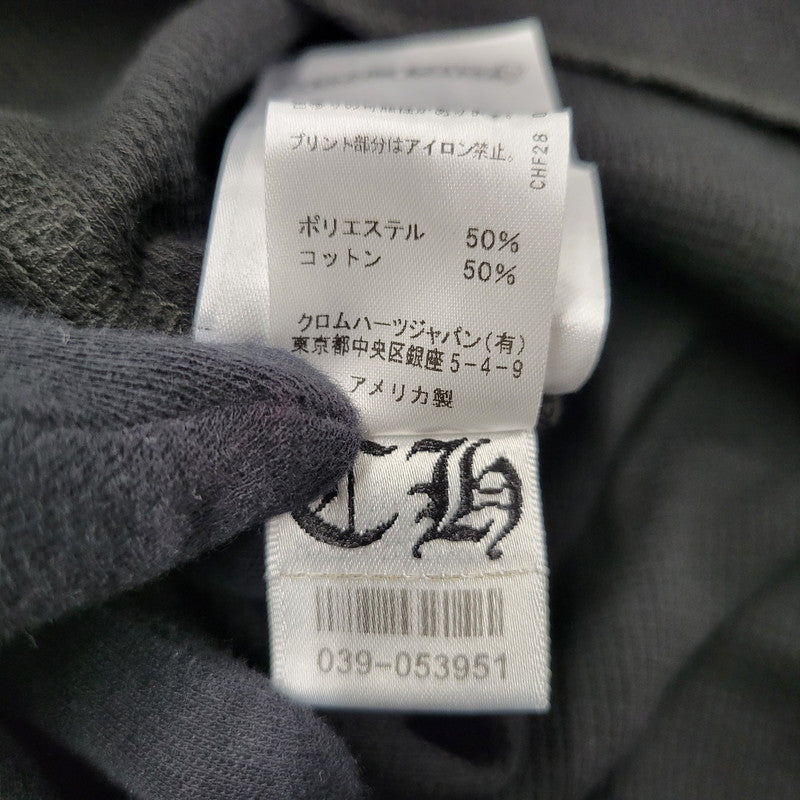 プリント部分はアイロン禁止。
CHF28
ポリエステル 50%
コットン 50%
クロムハーツジャパン(有)
東京都中央区銀座5-4-9
アメリカ製
CH
039-053951